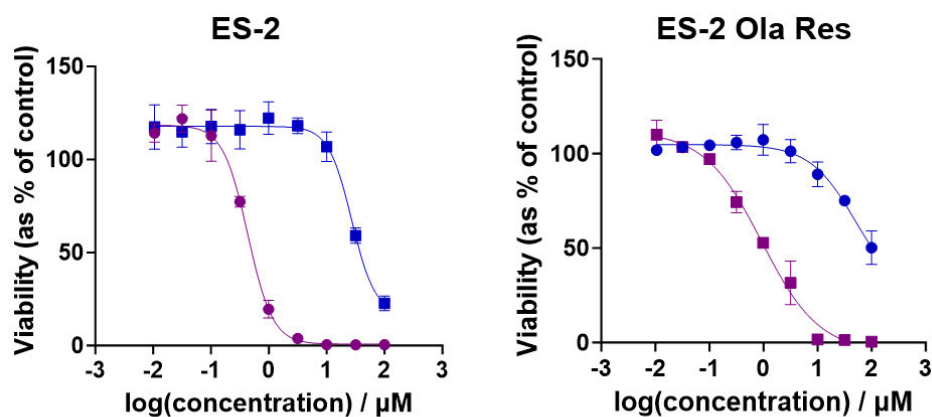 ES-2
150
100
50
0
-3 -2 -1 0 1 2 3
Viability (as % of control)
log(concentration) / µM
ES-2 Ola Res
150
100
50
0
-3 -2 -1 0 1 2 3
Viability (as % of control)
log(concentration) / µM